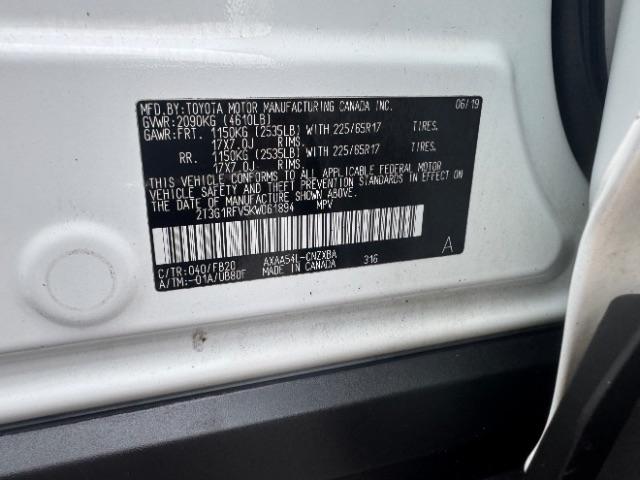 MFD.BY:TOYOTA MOTOR MANUFACTURING CANADA INC. 06/19
GVWR:2090KG (4610LB)
GAWR:FRT. 1150KG (2535LB) WITH 225/65R17 TIRES.
17X7.0J RIMS.
RR. 1150KG (2535LB) WITH 225/65R17 TIRES.
17X7.0J RIMS.
THIS VEHICLE CONFORMS TO ALL APPLICABLE FEDERAL MOTOR
VEHICLE SAFETY AND THEFT PREVENTION STANDARDS IN EFFECT ON
THE DATE OF MANUFACTURE SHOWN ABOVE.
2T3G1RFV5KW061894 MPV
A
C/TR:040/FB20 AXAA54L-CNZXBA 316
A/TM:-01A/UB80F MADE IN CANADA